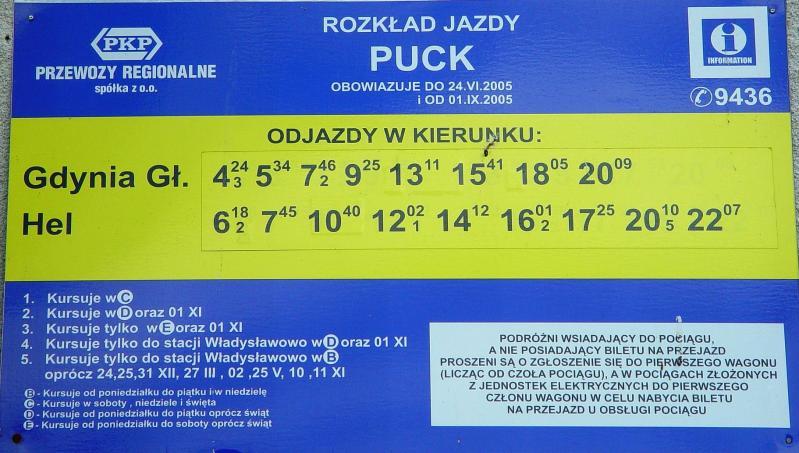 PKP
PRZEWOZY REGIONALNE
spółka z o.o.
ROZKŁAD JAZDY
PUCK
OBOWIAZUJE DO 24.VI.2005
i OD 01.IX.2005
i
INFORMATION
✆9436
ODJAZDY W KIERUNKU:
Gdynia Gł. 4 24 3 5 34 7 46 2 9 25 13 11 15 41 18 05 20 09
Hel 6 18 2 7 45 10 40 12 02 1 14 12 16 01 2 17 25 20 10 5 22 07
1. Kursuje w Ⓒ
2. Kursuje w Ⓓ oraz 01 XI
3. Kursuje tylko w Ⓔ oraz 01 XI
4. Kursuje tylko do stacji Władysławowo w Ⓓ oraz 01 XI
5. Kursuje tylko do stacji Władysławowo w Ⓑ
oprócz 24,25,31 XII, 27 III , 02 ,25 V, 10 ,11 XI
Ⓑ - Kursuje od poniedziałku do piątku i w niedzielę
Ⓒ - Kursuje w soboty , niedziele i święta
Ⓓ - Kursuje od poniedziałku do piątku oprócz świąt
Ⓔ - Kursuje od poniedziałku do soboty oprócz świąt
PODRÓŻNI WSIADAJĄCY DO POCIĄGU,
A NIE POSIADAJĄCY BILETU NA PRZEJAZD
PROSZENI SĄ O ZGŁOSZENIE SIĘ DO PIERWSZEGO WAGONU
(LICZĄC OD CZOŁA POCIĄGU), A W POCIĄGACH ZŁOŻONYCH
Z JEDNOSTEK ELEKTRYCZNYCH DO PIERWSZEGO
CZŁONU WAGONU W CELU NABYCIA BILETU
NA PRZEJAZD U OBSŁUGI POCIĄGU